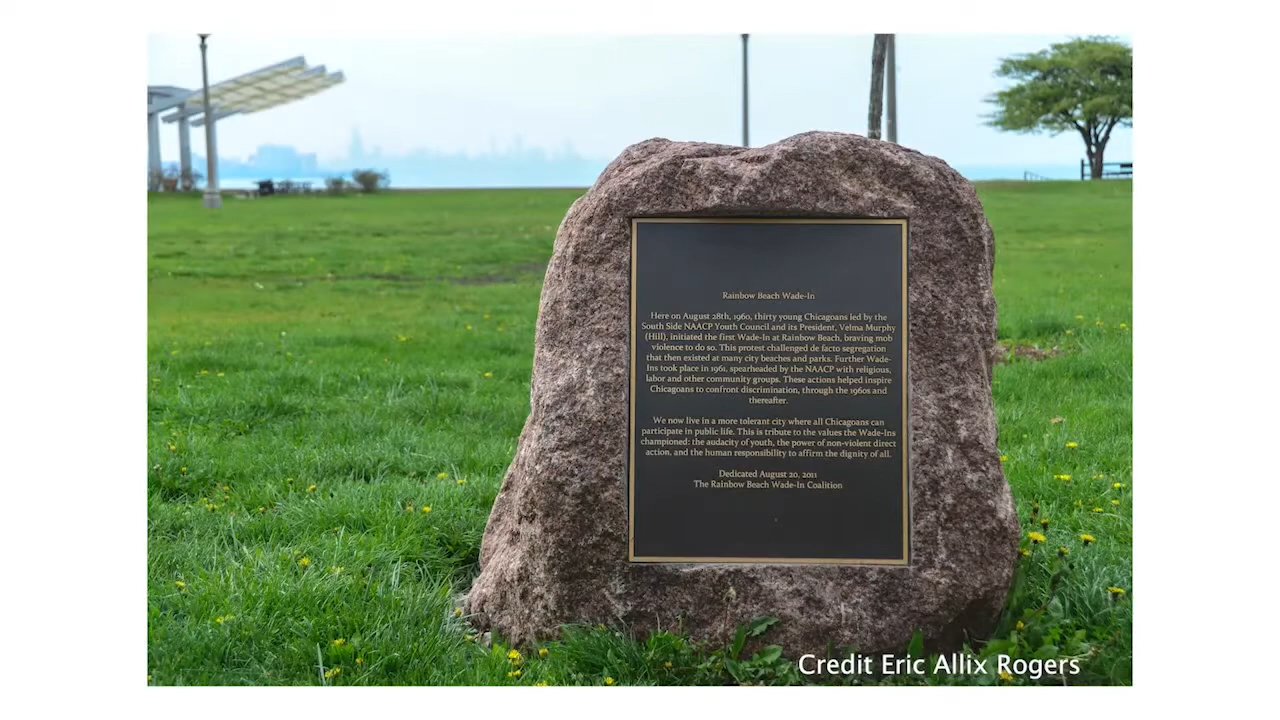 Rainbow Beach Wade-In
Here on August 28th, 1960, thirty young Chicagoans led by the
South Side NAACP Youth Council and its President, Velma Murphy
(Hill), initiated the first Wade-In at Rainbow Beach, braving mob
violence to do so. This protest challenged de facto segregation
that then existed at many city beaches and parks. Further Wade-
Ins took place in 1961, spearheaded by the NAACP with religious,
labor and other community groups. These actions helped inspire
Chicagoans to confront discrimination, through the 1960s and
thereafter.
We now live in a more tolerant city where all Chicagoans can
participate in public life. This is tribute to the values the Wade-Ins
championed: the audacity of youth, the power of non-violent direct
action, and the human responsibility to affirm the dignity of all.
Dedicated August 20, 2011
The Rainbow Beach Wade-In Coalition
Credit Eric Allix Rogers